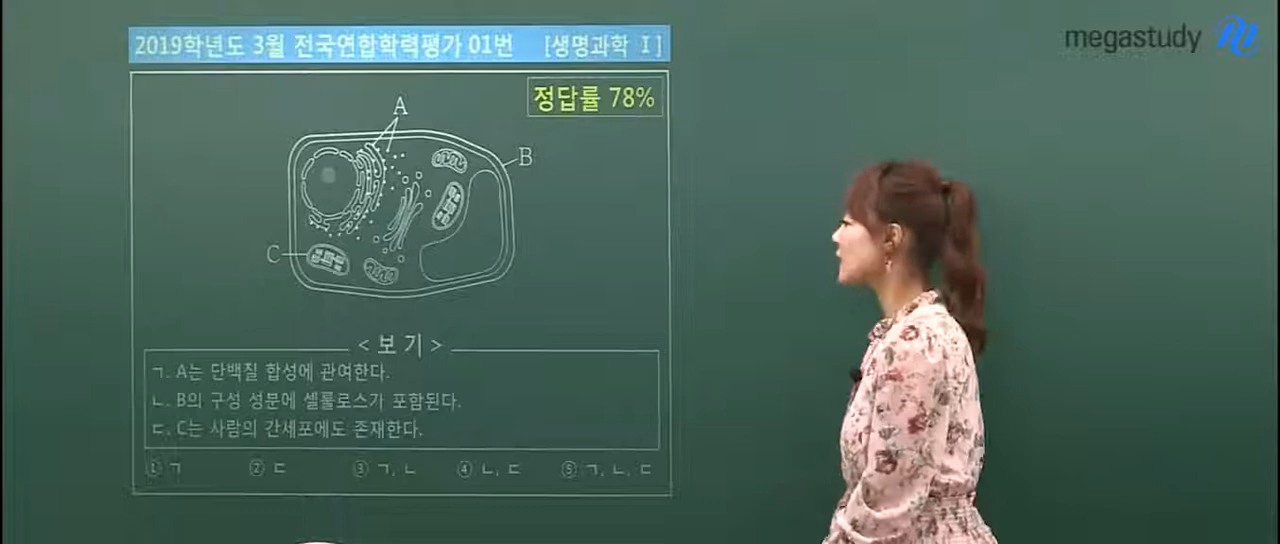 2019학년도 3월 전국연합학력평가 01번 [생명과학 Ⅰ]
megastudy
정답률 78%
A
B
C
< 보 기 >
ㄱ. A는 단백질 합성에 관여한다.
ㄴ. B의 구성 성분에 셀룰로스가 포함된다.
ㄷ. C는 사람의 간세포에도 존재한다.
① ㄱ ② ㄷ ③ ㄱ, ㄴ ④ ㄴ, ㄷ ⑤ ㄱ, ㄴ, ㄷ